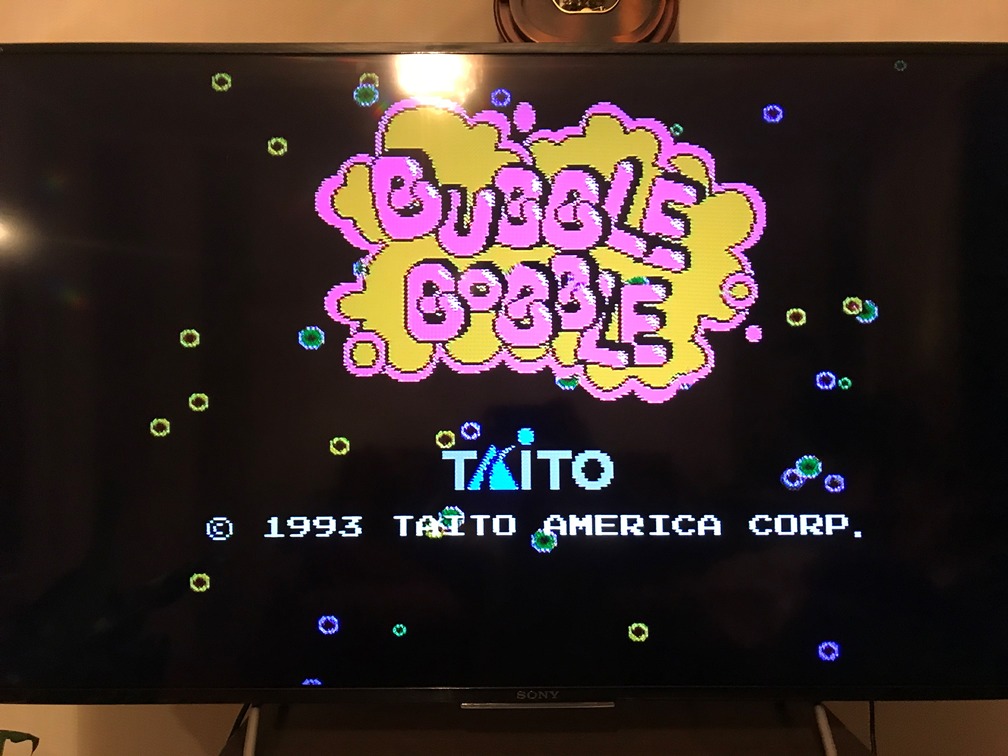 BUBBLE
BOBBLE
TAITO
© 1993 TAITO AMERICA CORP.
SONY